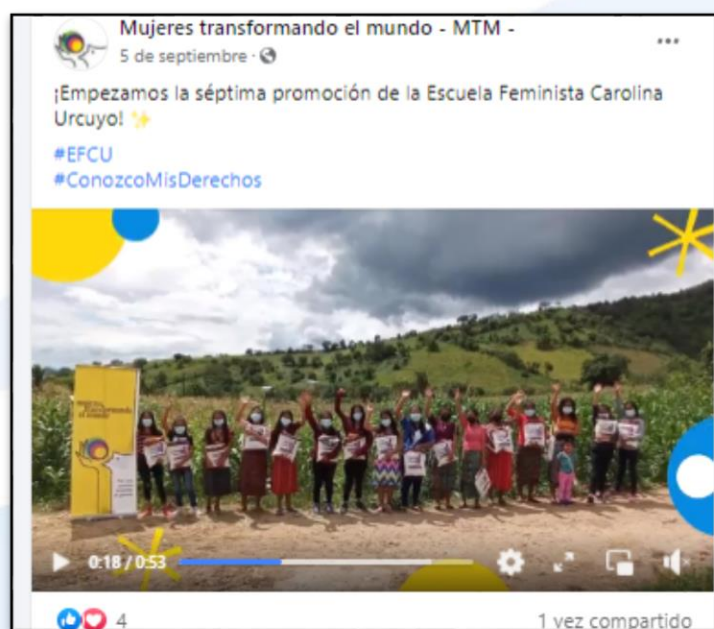 Mujeres transformando el mundo - MTM -
5 de septiembre ·
¡Empezamos la séptima promoción de la Escuela Feminista Carolina
Urcuyo! ✨
#EFCU
#ConozcoMisDerechos
0:18 / 0:53
4
1 vez compartido